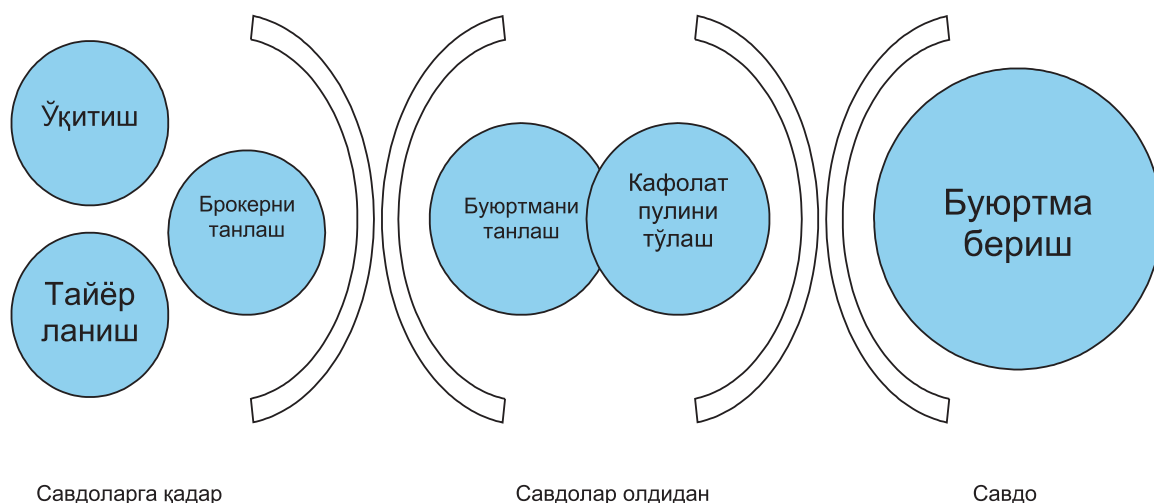 Ўқитиш
Тайёр
ланиш
Брокерни
танлаш
Буюртмани
танлаш
Кафолат
пулини
тўлаш
Буюртма
бериш
Савдоларга қадар
Савдолар олдидан
Савдо